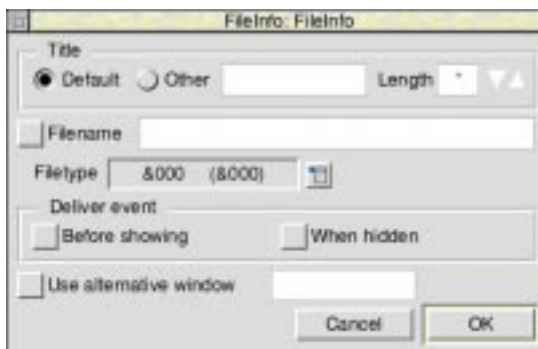 FileInfo: FileInfo
Title
Default Other Length *
Filename
Filetype &000 (&000)
Deliver event
Before showing When hidden
Use alternative window
Cancel OK